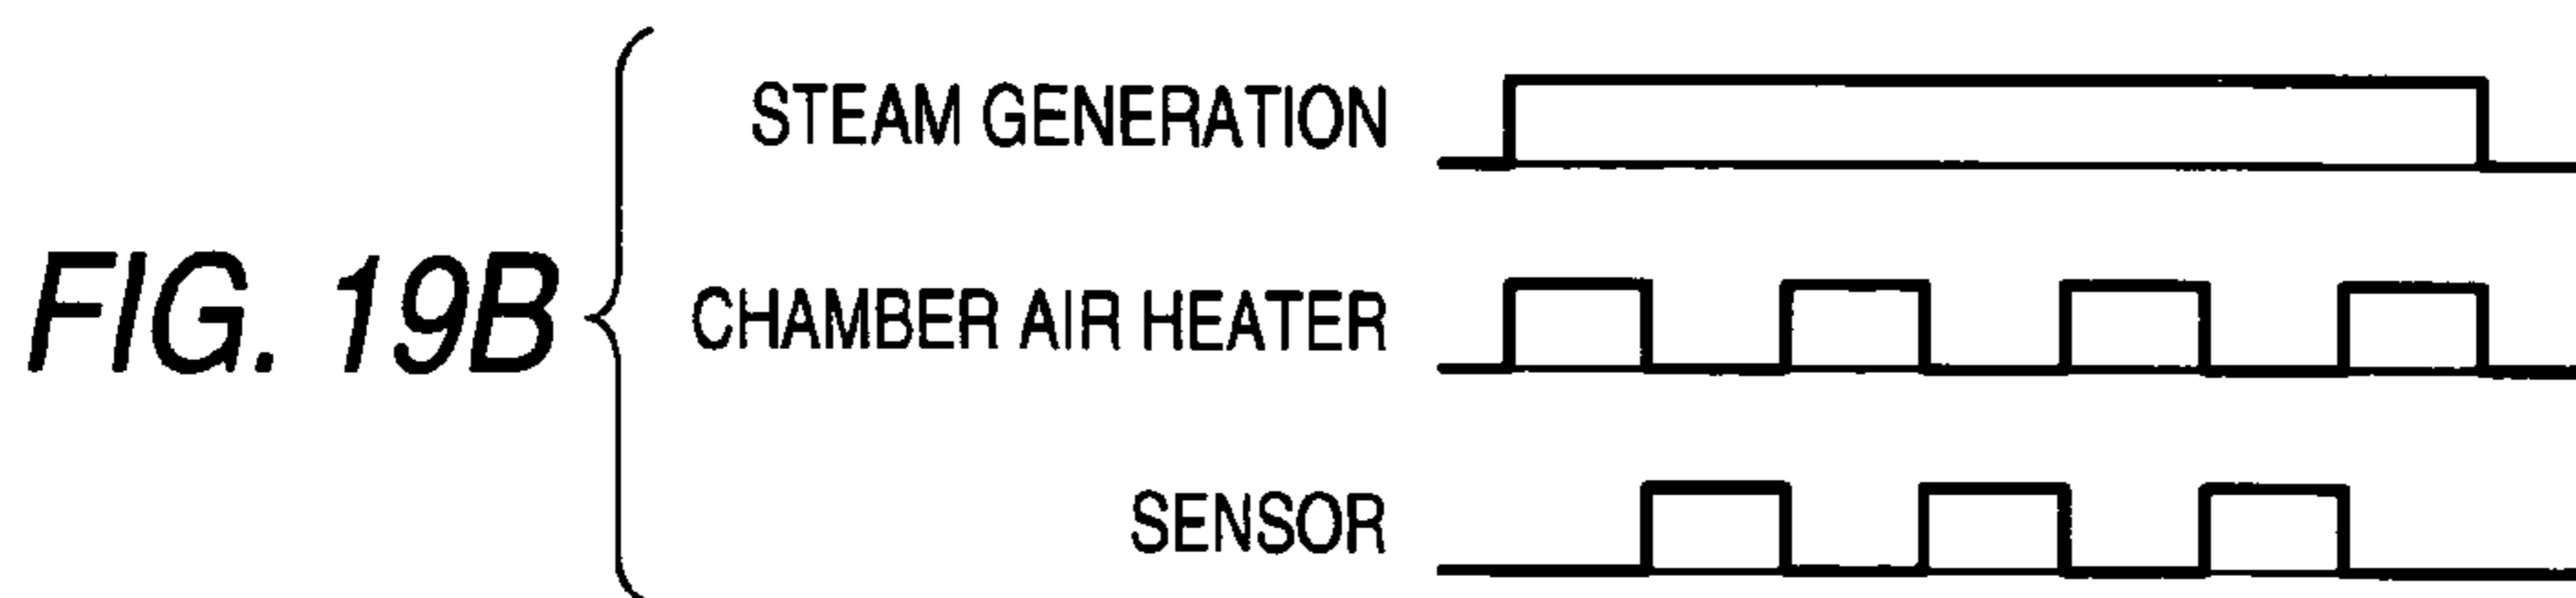 FIG. 19B
STEAM GENERATION
CHAMBER AIR HEATER
SENSOR